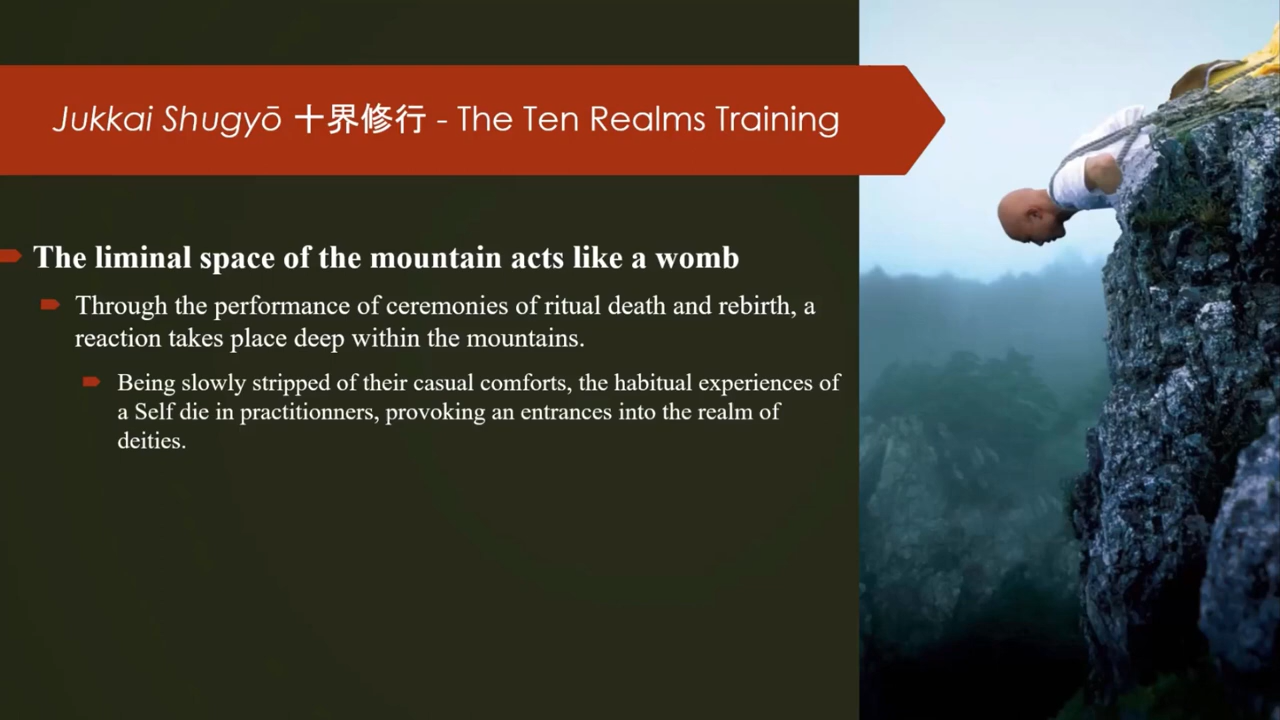 Jukkai Shugyō 十界修行 - The Ten Realms Training
The liminal space of the mountain acts like a womb
Through the performance of ceremonies of ritual death and rebirth, a
reaction takes place deep within the mountains.
Being slowly stripped of their casual comforts, the habitual experiences of
a Self die in practitionners, provoking an entrances into the realm of
deities.